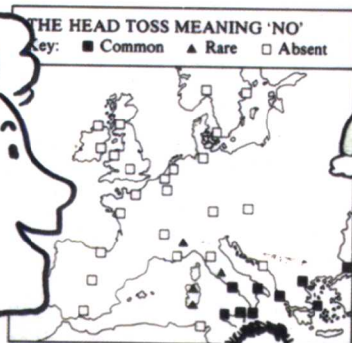 THE HEAD TOSS MEANING ‘NO’
Key: ■ Common ▲ Rare □ Absent